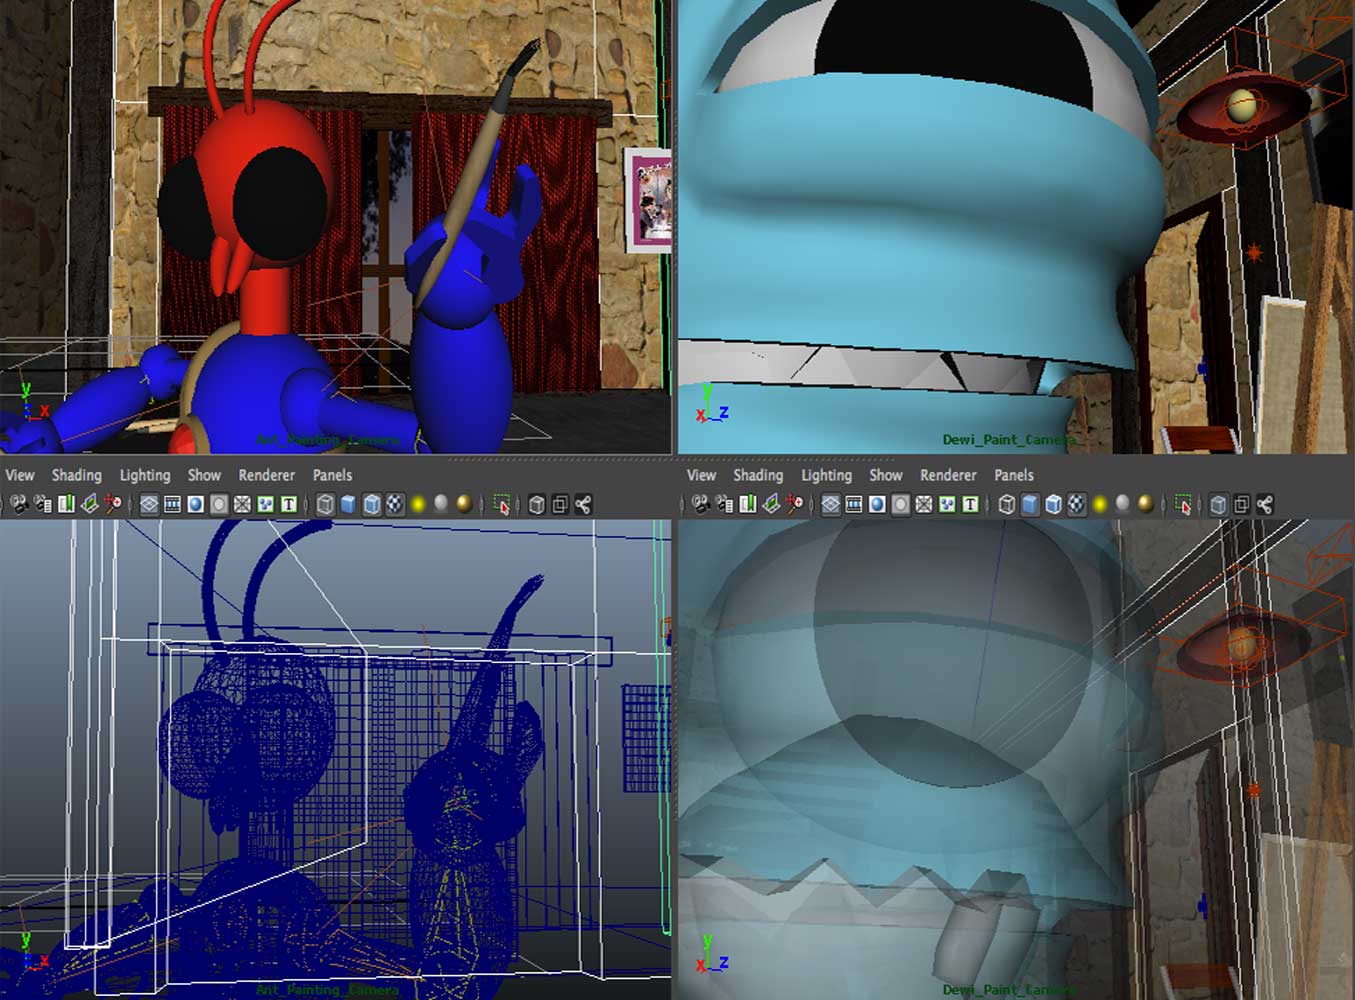 Ant_Painting_Camera
Dewi_Paint_Camera
View Shading Lighting Show Renderer Panels
View Shading Lighting Show Renderer Panels
T
T
y
z
x
y
x
z
y
z
x
y
x
z
Ant_Painting_Camera
Dewi_Paint_Camera